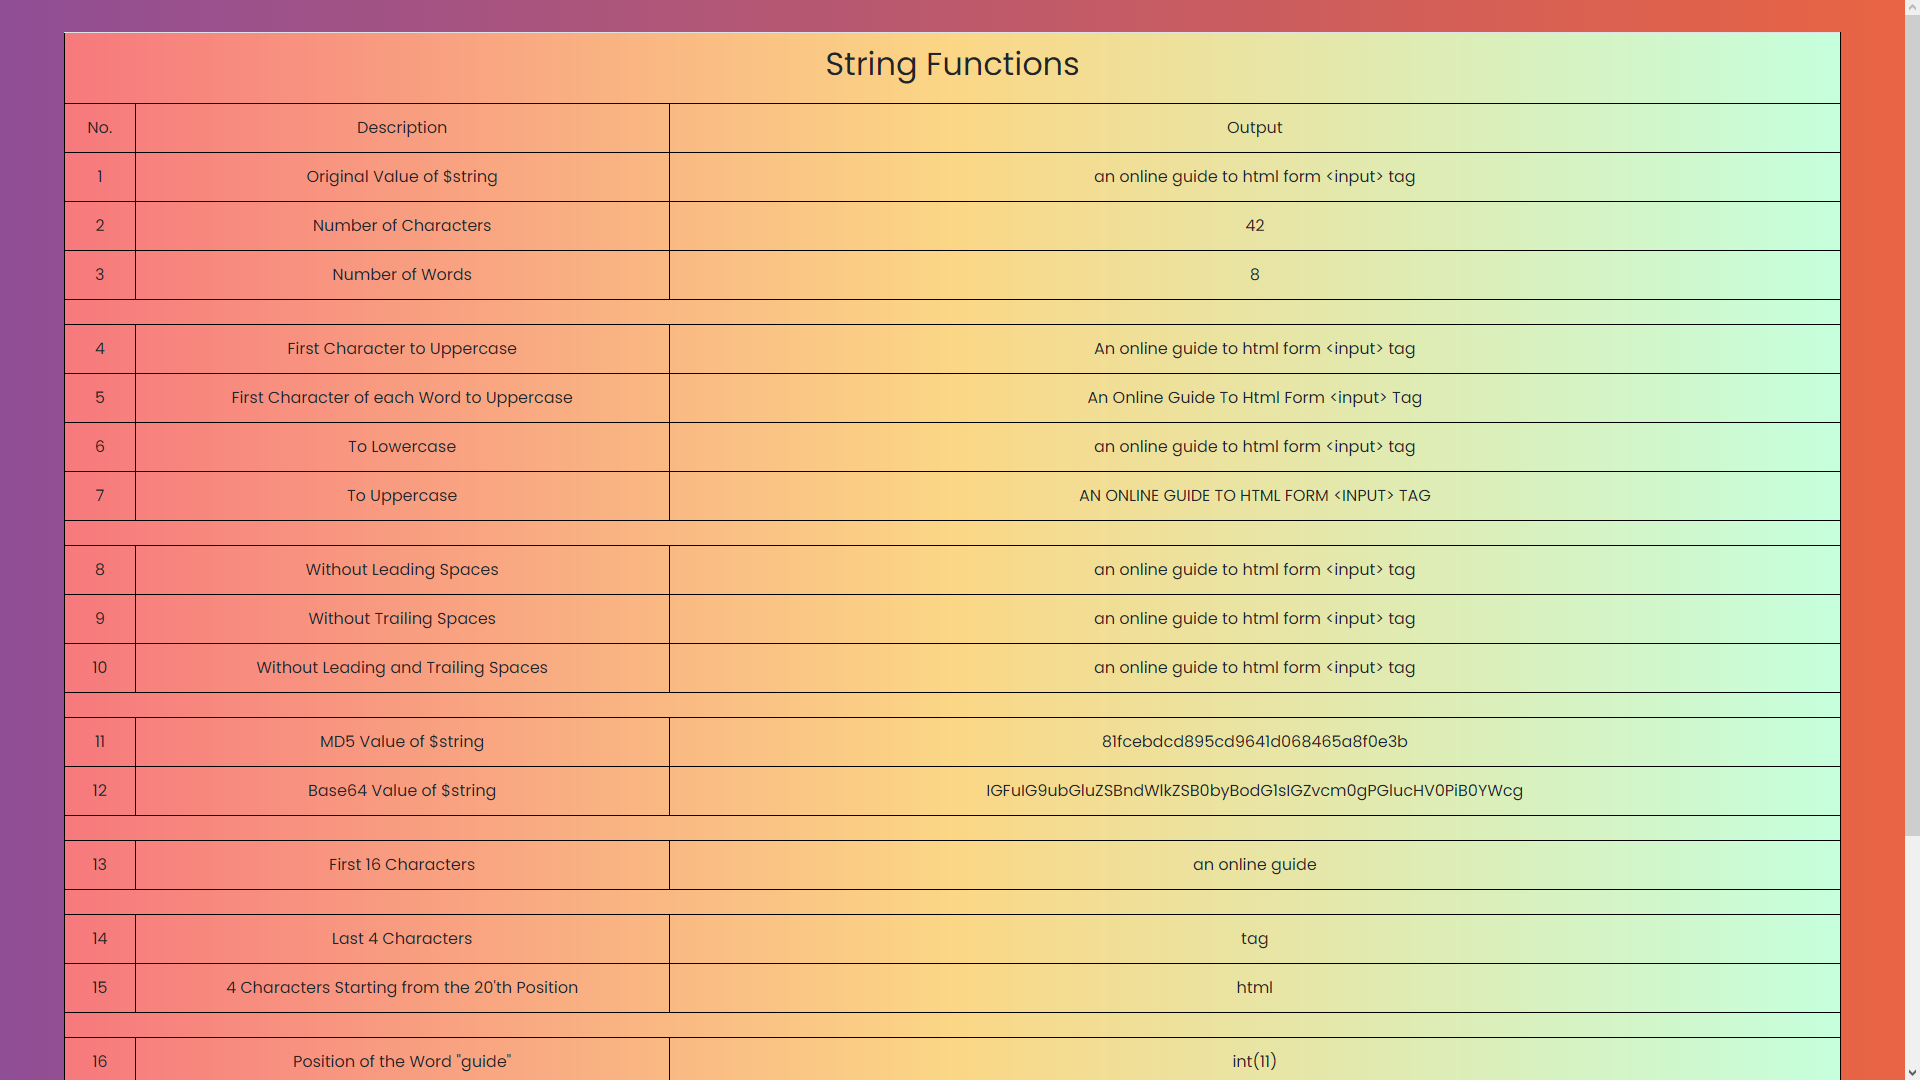 String Functions
No. Description Output
1 Original Value of $string an online guide to html form <input> tag
2 Number of Characters 42
3 Number of Words 8
4 First Character to Uppercase An online guide to html form <input> tag
5 First Character of each Word to Uppercase An Online Guide To Html Form <input> Tag
6 To Lowercase an online guide to html form <input> tag
7 To Uppercase AN ONLINE GUIDE TO HTML FORM <INPUT> TAG
8 Without Leading Spaces an online guide to html form <input> tag
9 Without Trailing Spaces an online guide to html form <input> tag
10 Without Leading and Trailing Spaces an online guide to html form <input> tag
11 MD5 Value of $string 81fcebdcd895cd9641d068465a8f0e3b
12 Base64 Value of $string IGFuIG9ubGluZSBndWlkZSB0byBodG1sIGZvcm0gPGlucHV0PiB0YWcg
13 First 16 Characters an online guide
14 Last 4 Characters tag
15 4 Characters Starting from the 20'th Position html
16 Position of the Word "guide" int(11)